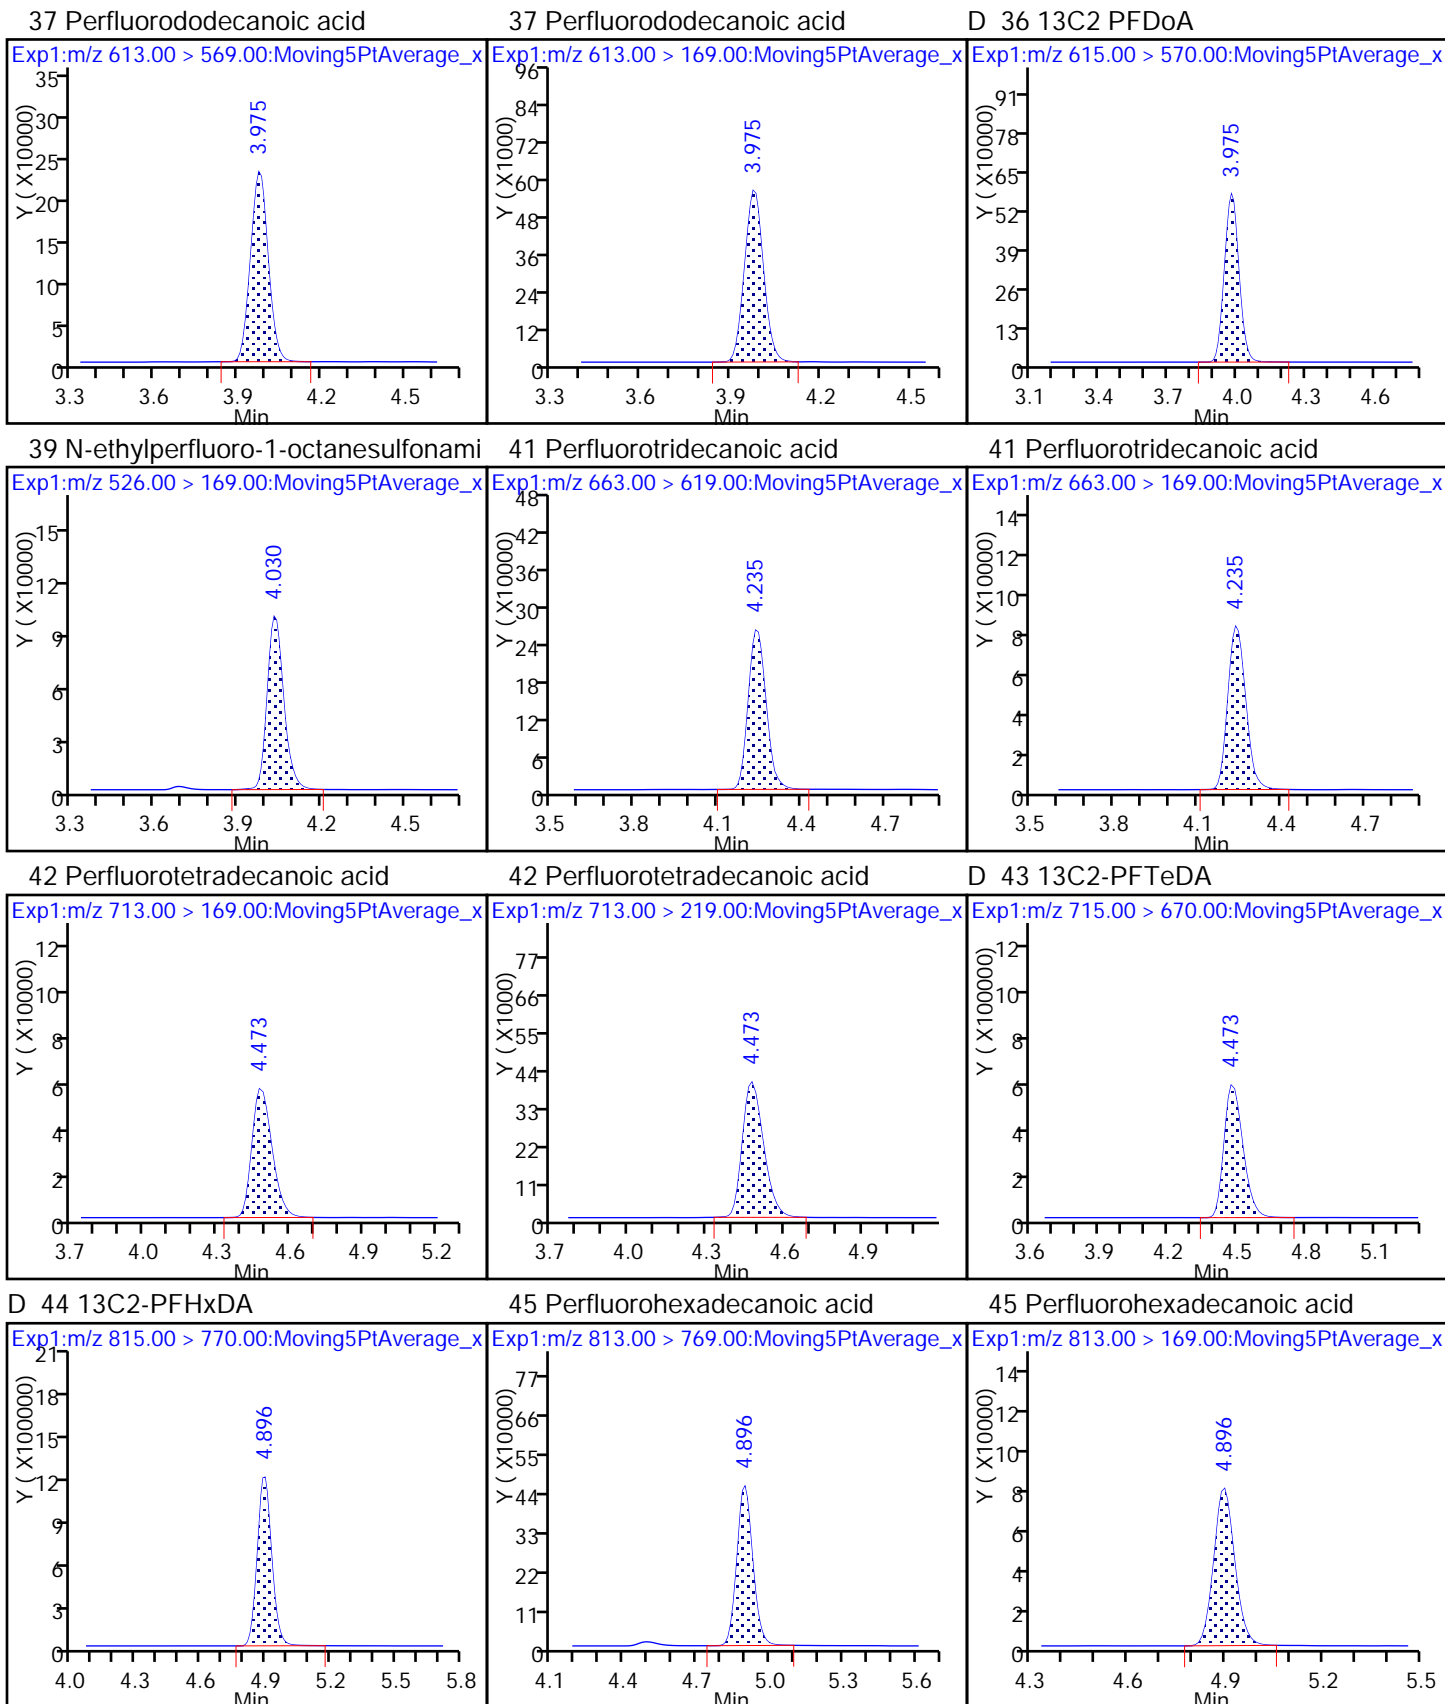 37 Perfluorododecanoic acid
Exp1:m/z 613.00 > 569.00:Moving5PtAverage_x
Y ( X10000)
35
30
25
20
15
10
5
0
3.975
3.3 3.6 3.9 4.2 4.5
Min
37 Perfluorododecanoic acid
Exp1:m/z 613.00 > 169.00:Moving5PtAverage_x
Y ( X1000)
96
84
72
60
48
36
24
12
0
3.975
3.3 3.6 3.9 4.2 4.5
Min
D 36 13C2 PFDoA
Exp1:m/z 615.00 > 570.00:Moving5PtAverage_x
Y ( X10000)
91
78
65
52
39
26
13
0
3.975
3.1 3.4 3.7 4.0 4.3 4.6
Min
39 N-ethylperfluoro-1-octanesulfonami
Exp1:m/z 526.00 > 169.00:Moving5PtAverage_x
Y ( X10000)
15
12
9
6
3
0
4.030
3.3 3.6 3.9 4.2 4.5
Min
41 Perfluorotridecanoic acid
Exp1:m/z 663.00 > 619.00:Moving5PtAverage_x
Y ( X10000)
48
42
36
30
24
18
12
6
0
4.235
3.5 3.8 4.1 4.4 4.7
Min
41 Perfluorotridecanoic acid
Exp1:m/z 663.00 > 169.00:Moving5PtAverage_x
Y ( X10000)
14
12
10
8
6
4
2
0
4.235
3.5 3.8 4.1 4.4 4.7
Min
42 Perfluorotetradecanoic acid
Exp1:m/z 713.00 > 169.00:Moving5PtAverage_x
Y ( X10000)
12
10
8
6
4
2
0
4.473
3.7 4.0 4.3 4.6 4.9 5.2
Min
42 Perfluorotetradecanoic acid
Exp1:m/z 713.00 > 219.00:Moving5PtAverage_x
Y ( X1000)
77
66
55
44
33
22
11
0
4.473
3.7 4.0 4.3 4.6 4.9
Min
D 43 13C2-PFTeDA
Exp1:m/z 715.00 > 670.00:Moving5PtAverage_x
Y ( X100000)
12
10
8
6
4
2
0
4.473
3.6 3.9 4.2 4.5 4.8 5.1
Min
D 44 13C2-PFHxDA
Exp1:m/z 815.00 > 770.00:Moving5PtAverage_x
Y ( X100000)
21
18
15
12
9
6
3
0
4.896
4.0 4.3 4.6 4.9 5.2 5.5 5.8
Min
45 Perfluorohexadecanoic acid
Exp1:m/z 813.00 > 769.00:Moving5PtAverage_x
Y ( X10000)
77
66
55
44
33
22
11
0
4.896
4.1 4.4 4.7 5.0 5.3 5.6
Min
45 Perfluorohexadecanoic acid
Exp1:m/z 813.00 > 169.00:Moving5PtAverage_x
Y ( X10000)
14
12
10
8
6
4
2
0
4.896
4.3 4.6 4.9 5.2 5.5
Min